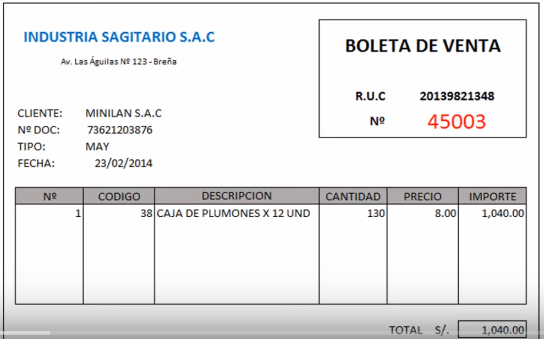 INDUSTRIA SAGITARIO S.A.C
Av. Las Águilas Nº 123 - Breña
BOLETA DE VENTA
R.U.C 20139821348
Nº 45003
CLIENTE: MINILAN S.A.C
Nº DOC: 73621203876
TIPO: MAY
FECHA: 23/02/2014
Nº CODIGO DESCRIPCION CANTIDAD PRECIO IMPORTE
1 38 CAJA DE PLUMONES X 12 UND 130 8.00 1,040.00
TOTAL S/. 1,040.00